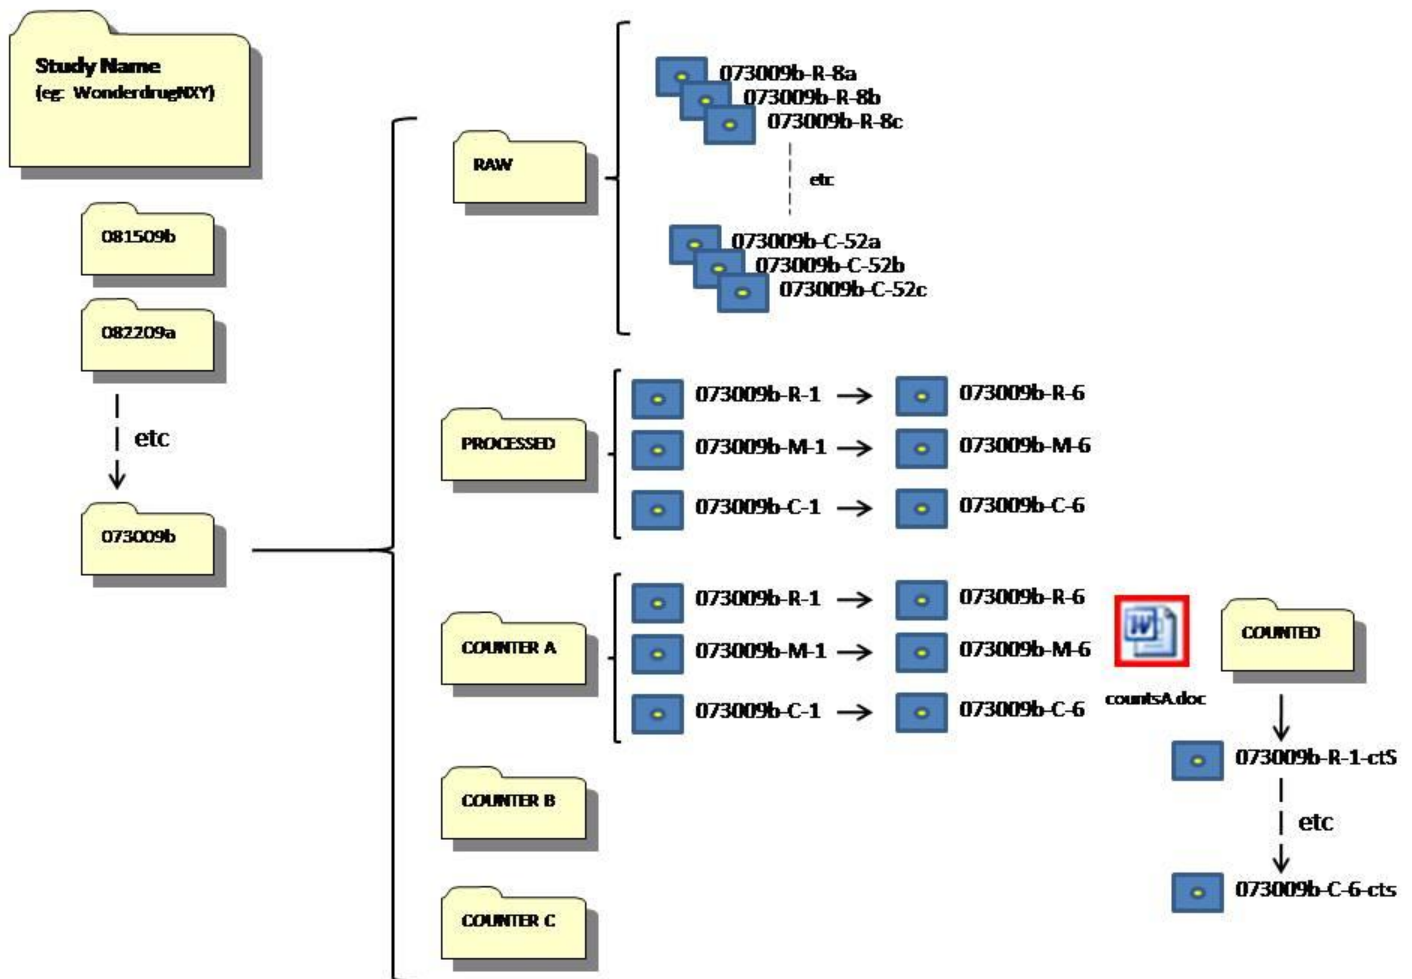 Study Name
(eg: WonderdrugNXY)
081509b
082209a
etc
073009b
RAW
073009b-R-8a
073009b-R-8b
073009b-R-8c
etc
073009b-C-52a
073009b-C-52b
073009b-C-52c
PROCESSED
073009b-R-1
073009b-R-6
073009b-M-1
073009b-M-6
073009b-C-1
073009b-C-6
COUNTER A
073009b-R-1
073009b-R-6
073009b-M-1
073009b-M-6
073009b-C-1
073009b-C-6
W
countsA.doc
COUNTED
073009b-R-1-ctS
etc
073009b-C-6-cts
COUNTER B
COUNTER C